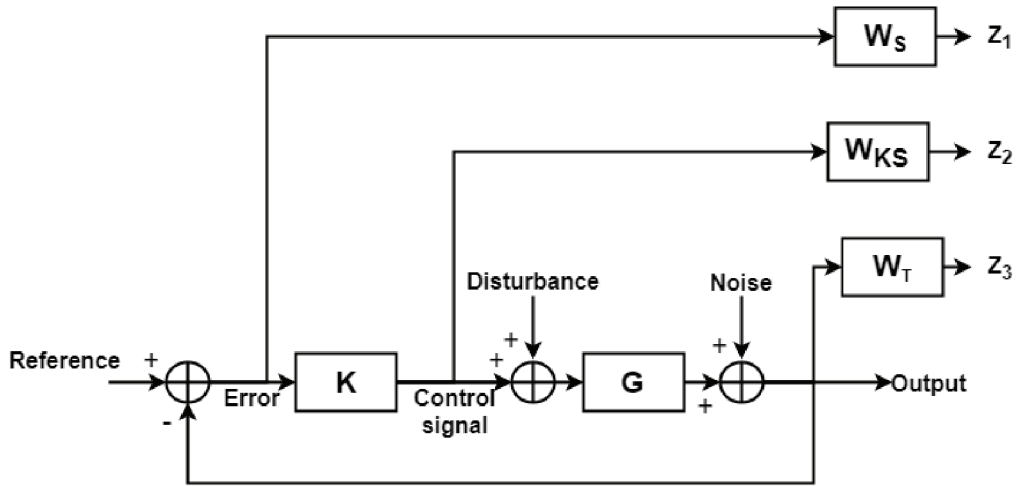 W_S Z_1
W_KS Z_2
W_T Z_3
Disturbance Noise
+ +
Reference + + +
K G
Error Control Output
signal
- +